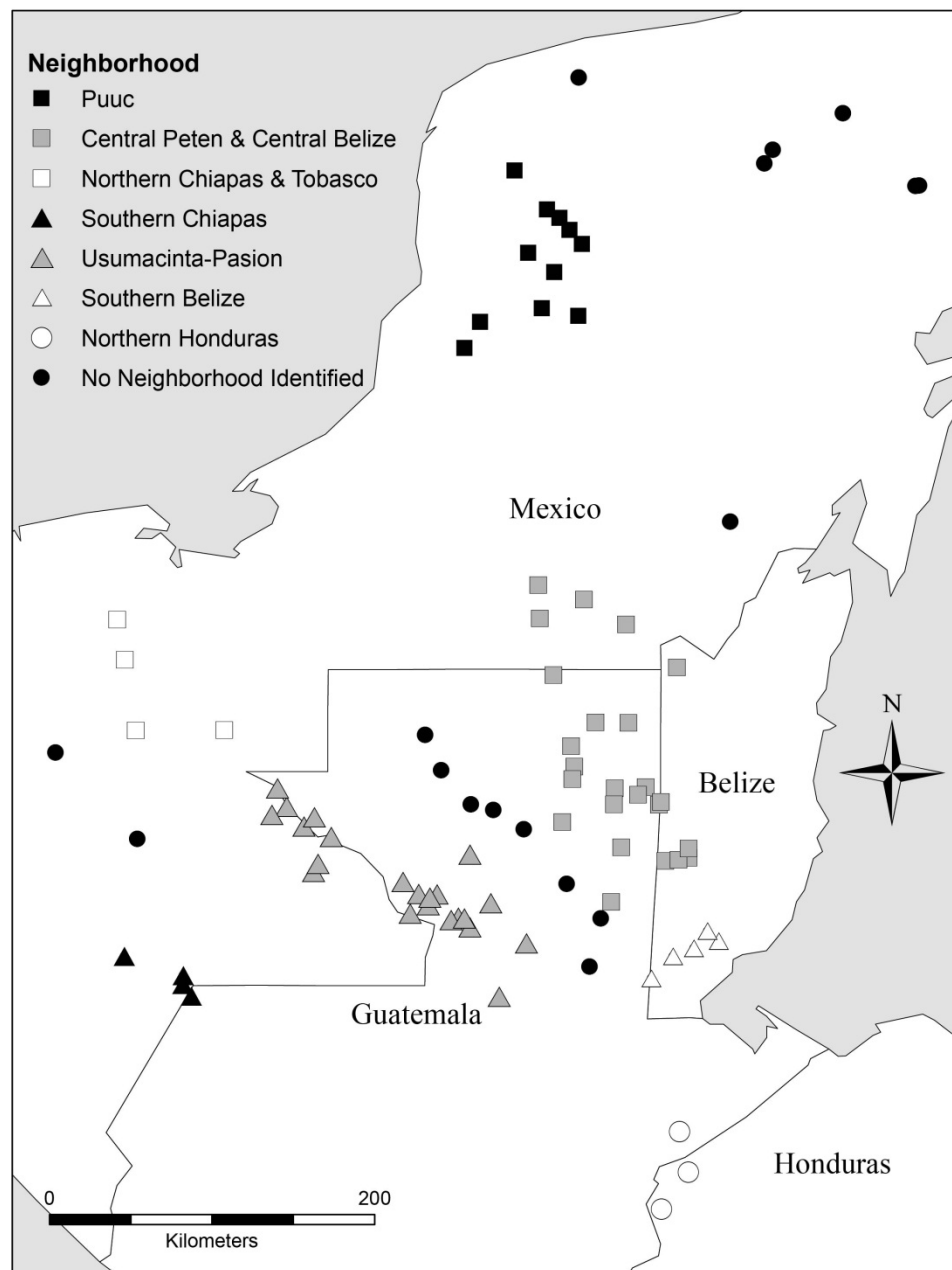 Neighborhood
Puuc
Central Peten & Central Belize
Northern Chiapas & Tobasco
Southern Chiapas
Usumacinta-Pasion
Southern Belize
Northern Honduras
No Neighborhood Identified
Mexico
N
Belize
Guatemala
Honduras
0 200
Kilometers